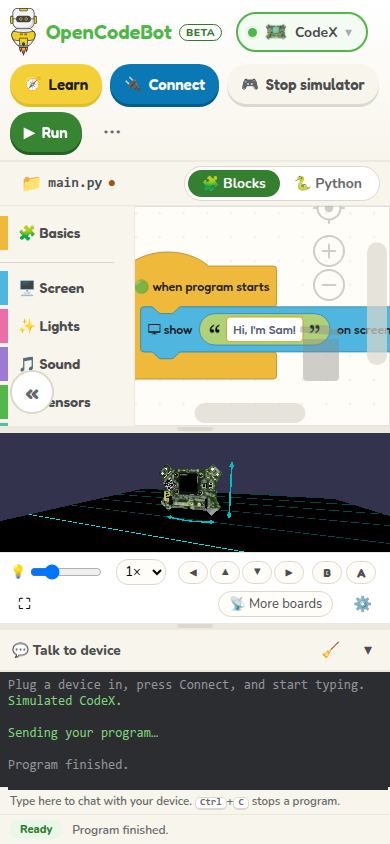 OpenCodeBot BETA CodeX ▾
Learn Connect Stop simulator
Run ···
main.py Blocks Python
Basics
Screen
Lights
Sound
ensors
when program starts
show “ Hi, I'm Sam! ” on screen
1× B A
More boards
Talk to device
Plug a device in, press Connect, and start typing.
Simulated CodeX.
Sending your program…
Program finished.
Type here to chat with your device. Ctrl+C stops a program.
Ready Program finished.